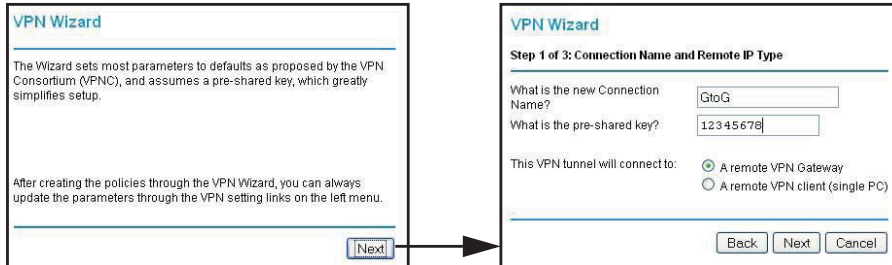 VPN Wizard
The Wizard sets most parameters to defaults as proposed by the VPN
Consortium (VPNC), and assumes a pre-shared key, which greatly
simplifies setup.
After creating the policies through the VPN Wizard, you can always
update the parameters through the VPN setting links on the left menu.
Next
VPN Wizard
Step 1 of 3: Connection Name and Remote IP Type
What is the new Connection
Name?
GtoG
What is the pre-shared key?
12345678
This VPN tunnel will connect to:
A remote VPN Gateway
A remote VPN client (single PC)
Back
Next
Cancel